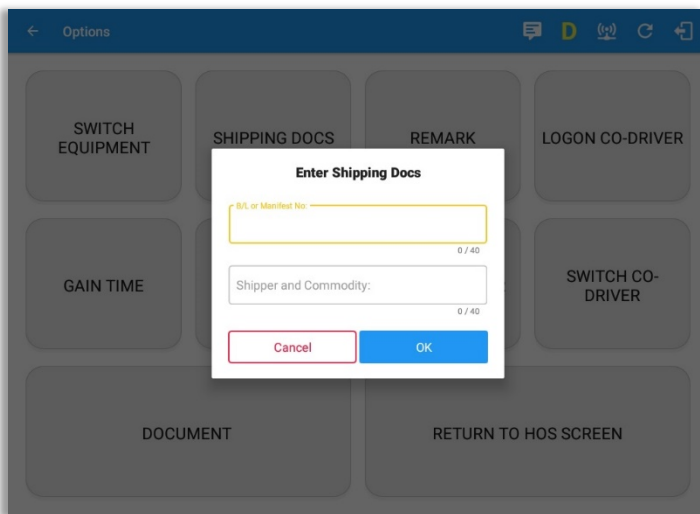 Options
D
SWITCH
EQUIPMENT
SHIPPING DOCS
REMARK
LOGON CO-DRIVER
Enter Shipping Docs
B/L or Manifest No:
0 / 40
Shipper and Commodity:
0 / 40
Cancel
OK
GAIN TIME
SWITCH CO-
DRIVER
DOCUMENT
RETURN TO HOS SCREEN